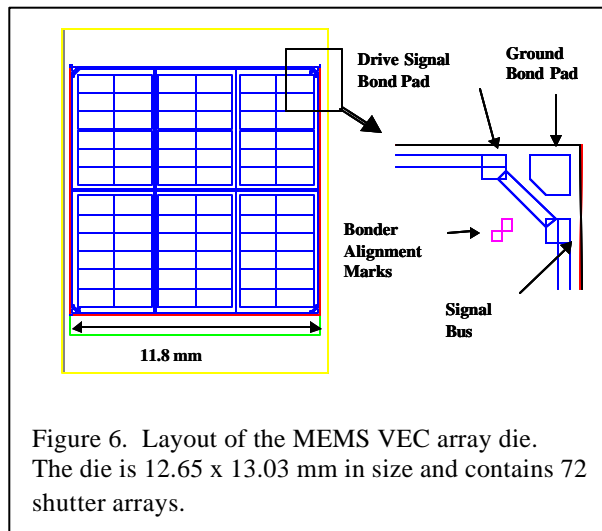 Drive Signal
Bond Pad
Ground
Bond Pad
Bonder
Alignment
Marks
Signal
Bus
11.8 mm
Figure 6.  Layout of the MEMS VEC array die.
The die is 12.65 x 13.03 mm in size and contains 72
shutter arrays.